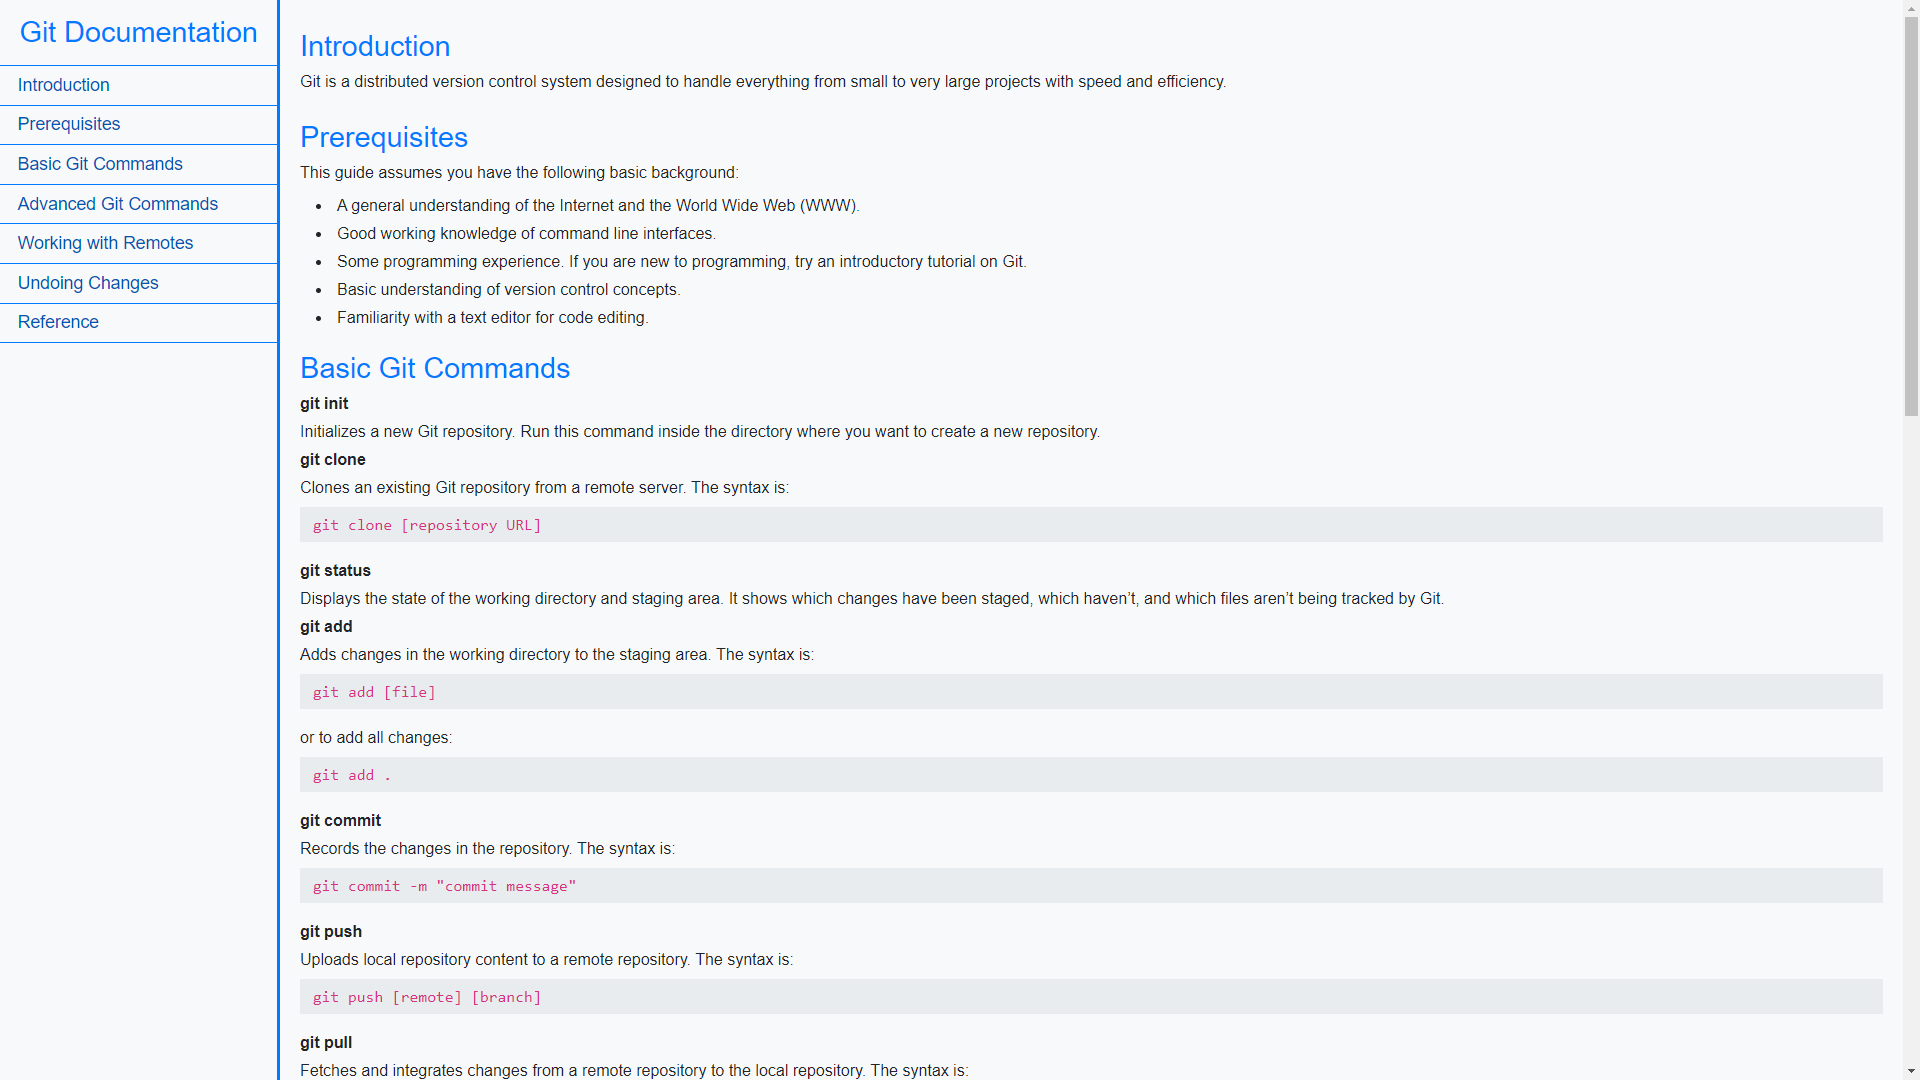 Git Documentation
Introduction
Prerequisites
Basic Git Commands
Advanced Git Commands
Working with Remotes
Undoing Changes
Reference
Introduction
Git is a distributed version control system designed to handle everything from small to very large projects with speed and efficiency.
Prerequisites
This guide assumes you have the following basic background:
• A general understanding of the Internet and the World Wide Web (WWW).
• Good working knowledge of command line interfaces.
• Some programming experience. If you are new to programming, try an introductory tutorial on Git.
• Basic understanding of version control concepts.
• Familiarity with a text editor for code editing.
Basic Git Commands
git init
Initializes a new Git repository. Run this command inside the directory where you want to create a new repository.
git clone
Clones an existing Git repository from a remote server. The syntax is:
git clone [repository URL]
git status
Displays the state of the working directory and staging area. It shows which changes have been staged, which haven’t, and which files aren’t being tracked by Git.
git add
Adds changes in the working directory to the staging area. The syntax is:
git add [file]
or to add all changes:
git add .
git commit
Records the changes in the repository. The syntax is:
git commit -m "commit message"
git push
Uploads local repository content to a remote repository. The syntax is:
git push [remote] [branch]
git pull
Fetches and integrates changes from a remote repository to the local repository. The syntax is: